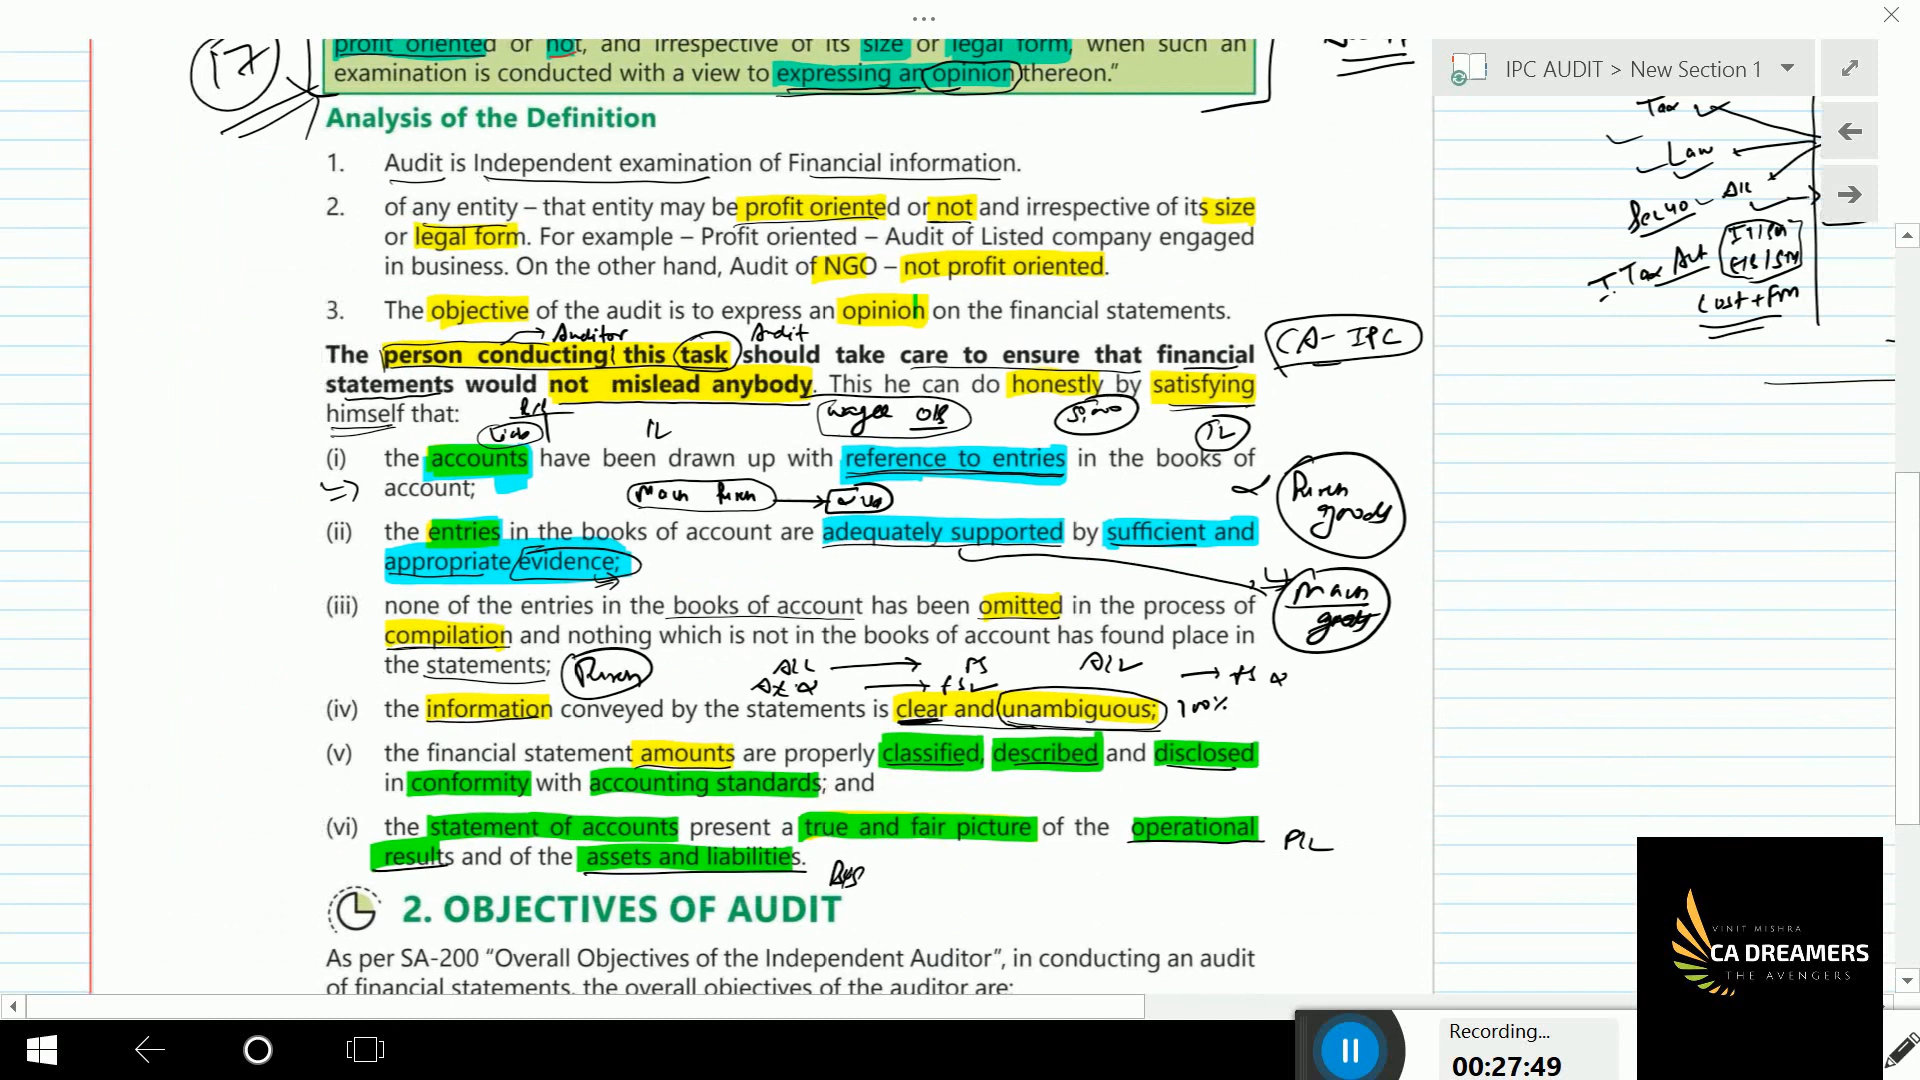 profit oriented or not, and irrespective of its size or legal form, when such an
examination is conducted with a view to expressing an opinion thereon.”
Analysis of the Definition
1. Audit is Independent examination of Financial information.
2. of any entity – that entity may be profit oriented or not and irrespective of its size
or legal form. For example – Profit oriented – Audit of Listed company engaged
in business. On the other hand, Audit of NGO – not profit oriented.
3. The objective of the audit is to express an opinion on the financial statements.
Auditor Audit
The person conducting this task should take care to ensure that financial
statements would not mislead anybody. This he can do honestly by satisfying
himself that:
(i) the accounts have been drawn up with reference to entries in the books of
account;
(ii) the entries in the books of account are adequately supported by sufficient and
appropriate evidence;
(iii) none of the entries in the books of account has been omitted in the process of
compilation and nothing which is not in the books of account has found place in
the statements;
(iv) the information conveyed by the statements is clear and unambiguous; 100%
(v) the financial statement amounts are properly classified, described and disclosed
in conformity with accounting standards; and
(vi) the statement of accounts present a true and fair picture of the operational
results and of the assets and liabilities.
2. OBJECTIVES OF AUDIT
As per SA-200 “Overall Objectives of the Independent Auditor”, in conducting an audit
of financial statements, the overall objectives of the auditor are:
17
CA-IPC
Purch goods
IPC AUDIT > New Section 1
Tax
Law
I. Tax Act
Cost + Fm
VINIT MISHRA
CA DREAMERS
THE AVENGERS
Recording...
00:27:49